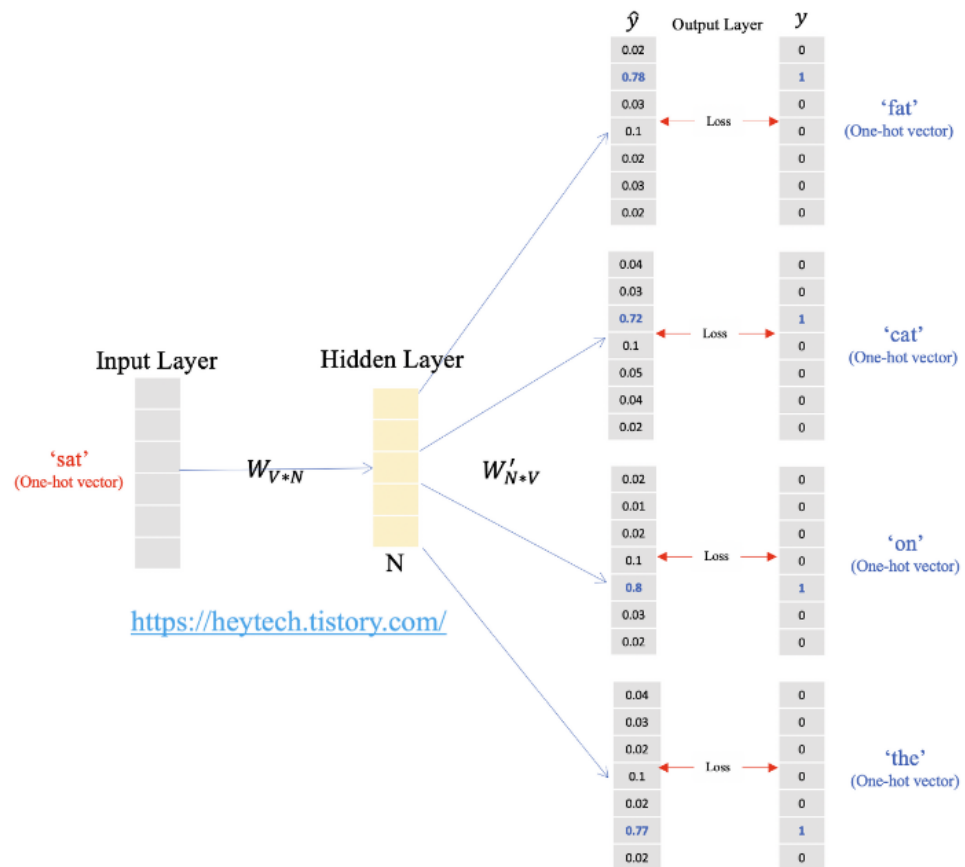 ŷ Output Layer y
0.02 0
0.78 1
0.03 0
0.1 0
0.02 0
0.03 0
0.02 0
Loss
'fat'
(One-hot vector)
0.04 0
0.03 0
0.72 1
0.1 0
0.05 0
0.04 0
0.02 0
Loss
'cat'
(One-hot vector)
Input Layer
Hidden Layer
'sat'
(One-hot vector)
W_{V*N}
W'_{N*V}
N
https://heytech.tistory.com/
0.02 0
0.01 0
0.02 0
0.1 0
0.8 1
0.03 0
0.02 0
Loss
'on'
(One-hot vector)
0.04 0
0.03 0
0.02 0
0.1 0
0.02 0
0.77 1
0.02 0
Loss
'the'
(One-hot vector)